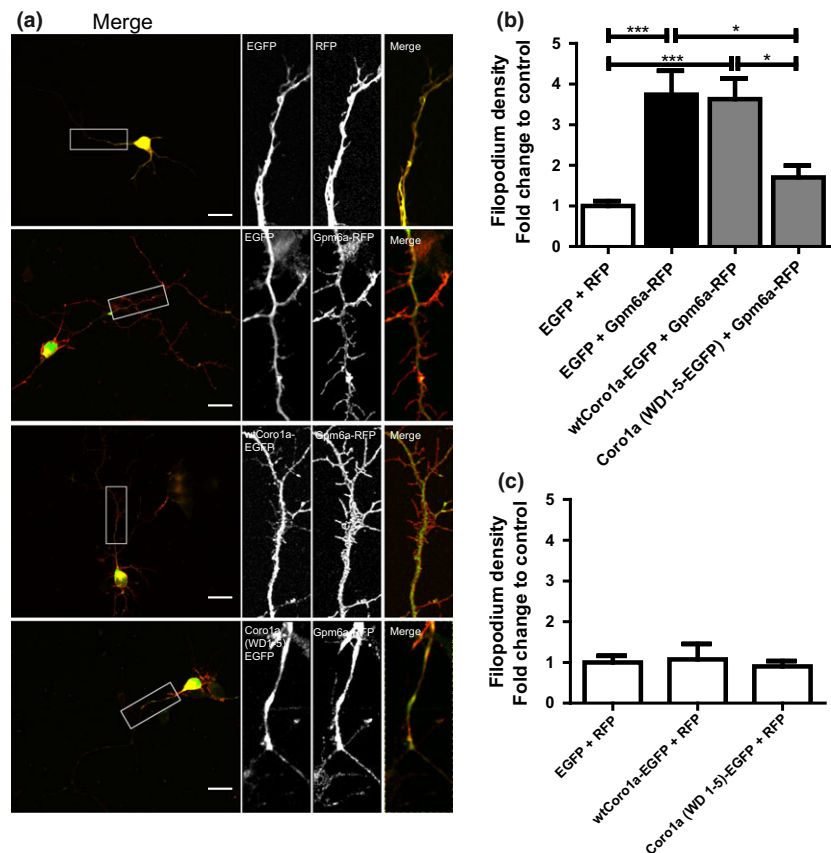 (a)
Merge
EGFP
RFP
Merge
EGFP
Gpm6a-RFP
Merge
wtCoro1a-
EGFP
Gpm6a-RFP
Merge
Coro1a
(WD1-5)
EGFP
Gpm6a-RFP
Merge
(b)
Filopodium density
Fold change to control
5
4
3
2
1
0
***
*
***
*
EGFP + RFP
EGFP + Gpm6a-RFP
wtCoro1a-EGFP + Gpm6a-RFP
Coro1a (WD1-5-EGFP) + Gpm6a-RFP
(c)
Filopodium density
Fold change to control
5
4
3
2
1
0
EGFP + RFP
wtCoro1a-EGFP + RFP
Coro1a (WD 1-5)-EGFP + RFP